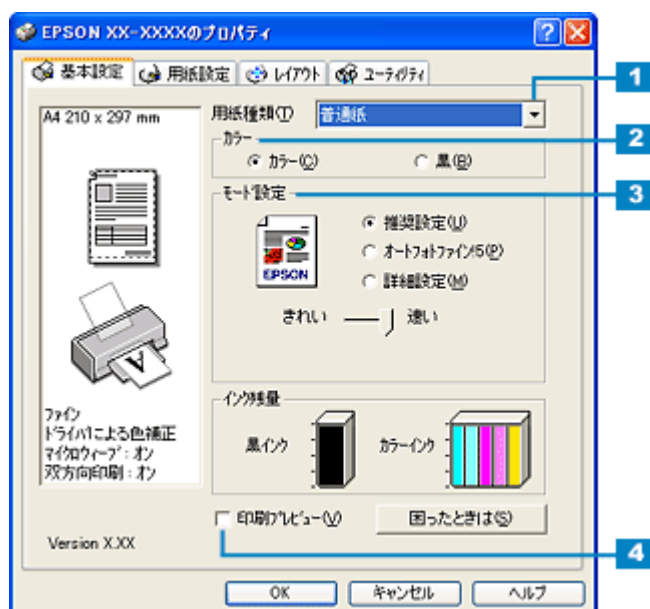 EPSON XX-XXXXのプロパティ
基本設定 用紙設定 レイアウト ユーティリティ
A4 210 x 297 mm
用紙種類(T) 普通紙
1
カラー
2
カラー(C) 黒(B)
モード設定
3
推奨設定(U)
オートフォトファイン!5(P)
詳細設定(M)
EPSON
きれい 速い
A
ファイン
ドライバによる色補正
マイクロウィーブ:オン
双方向印刷:オン
インク残量
黒インク カラーインク
印刷プレビュー(V) 困ったときは(S)
Version X.XX
4
OK キャンセル ヘルプ